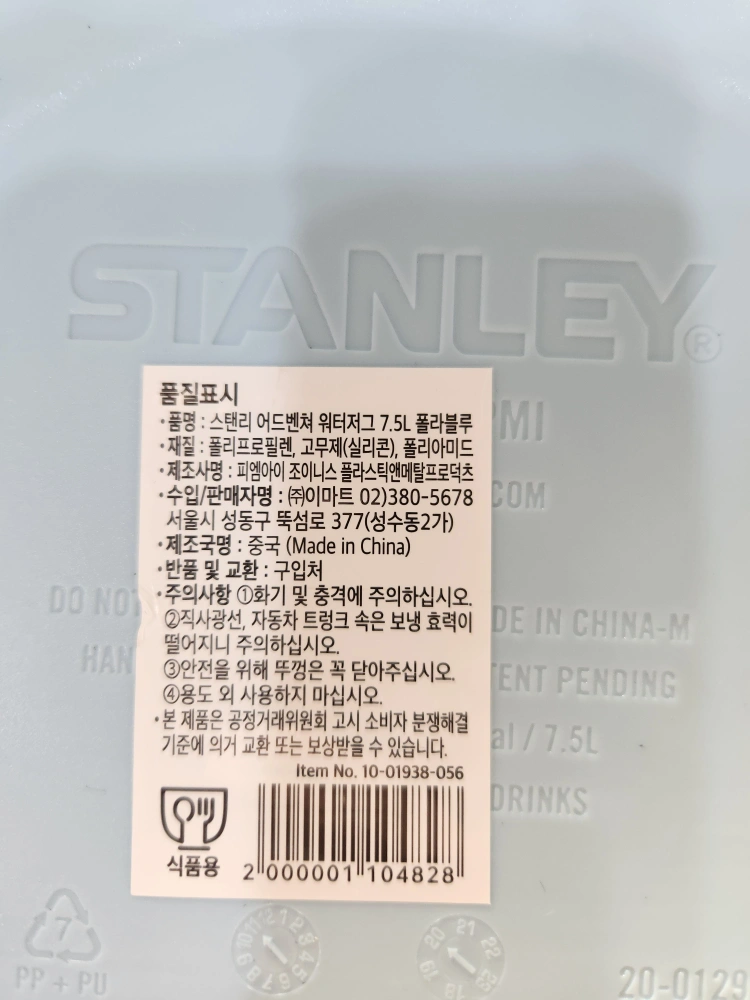 STANLEY®
품질표시
PMI
•품명 : 스탠리 어드벤쳐 워터저그 7.5L 폴라블루
•재질 : 폴리프로필렌, 고무제(실리콘), 폴리아미드
•제조사명 : 피엠아이 조이니스 플라스틱앤메탈프로덕츠
•수입/판매자명 : ㈜이마트 02)380-5678
.COM
서울시 성동구 뚝섬로 377(성수동2가)
•제조국명 : 중국 (Made in China)
•반품 및 교환 : 구입처
•주의사항 ①화기 및 충격에 주의하십시오.
DO NOT
②직사광선, 자동차 트렁크 속은 보냉 효력이
DE IN CHINA-M
떨어지니 주의하십시오.
HAN
③안전을 위해 뚜껑은 꼭 닫아주십시오.
TENT PENDING
④용도 외 사용하지 마십시오.
•본 제품은 공정거래위원회 고시 소비자 분쟁해결
al / 7.5L
기준에 의거 교환 또는 보상받을 수 있습니다.
Item No. 10-01938-056
DRINKS
식품용
2 000001 104828
7
PP + PU
20 21 22
19 18 23
20-0129